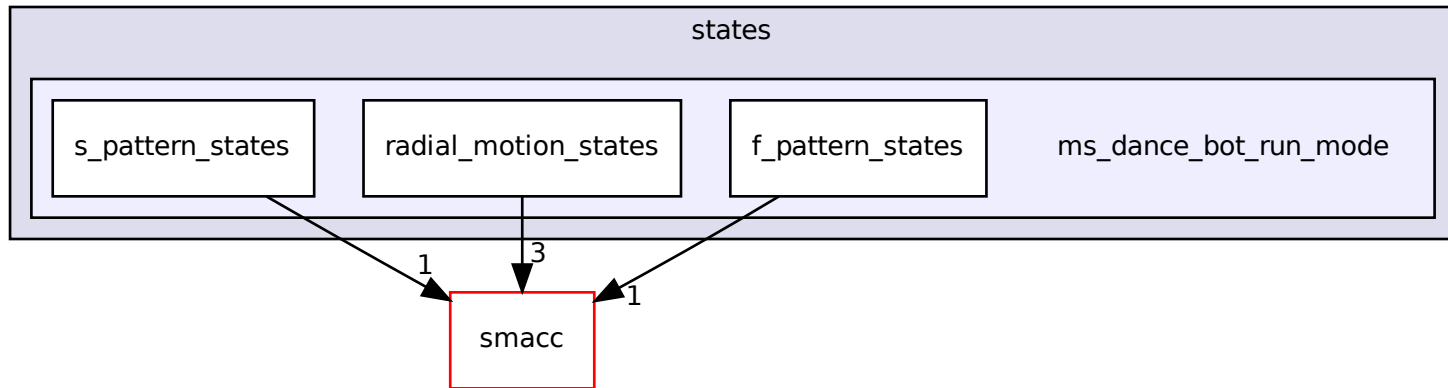 states
s_pattern_states
radial_motion_states
f_pattern_states
ms_dance_bot_run_mode
1
3
1
smacc